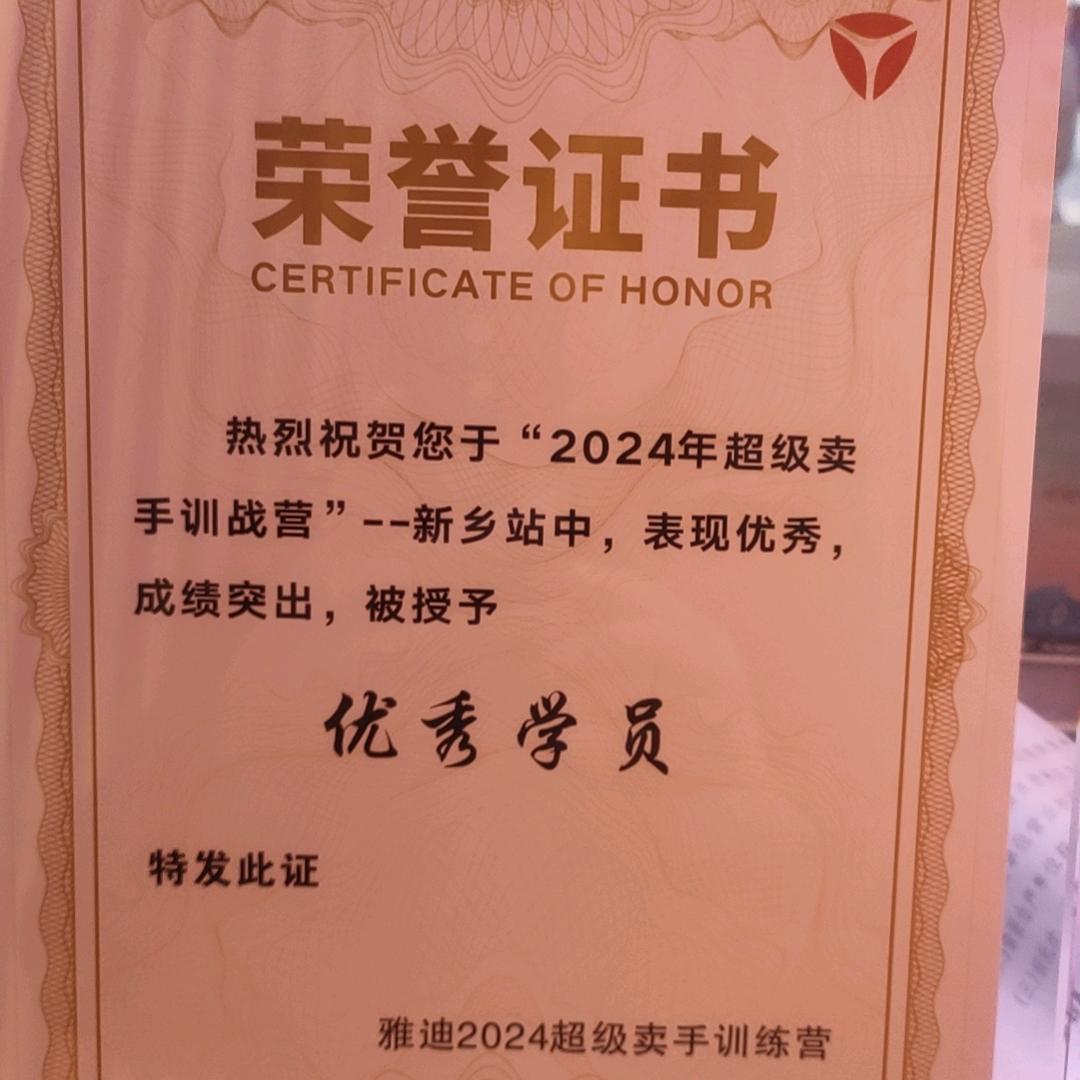 荣誉证书
CERTIFICATE OF HONOR
热烈祝贺您于“2024年超级卖
手训战营”--新乡站中，表现优秀，
成绩突出，被授予
优秀学员
特发此证
雅迪2024超级卖手训练营